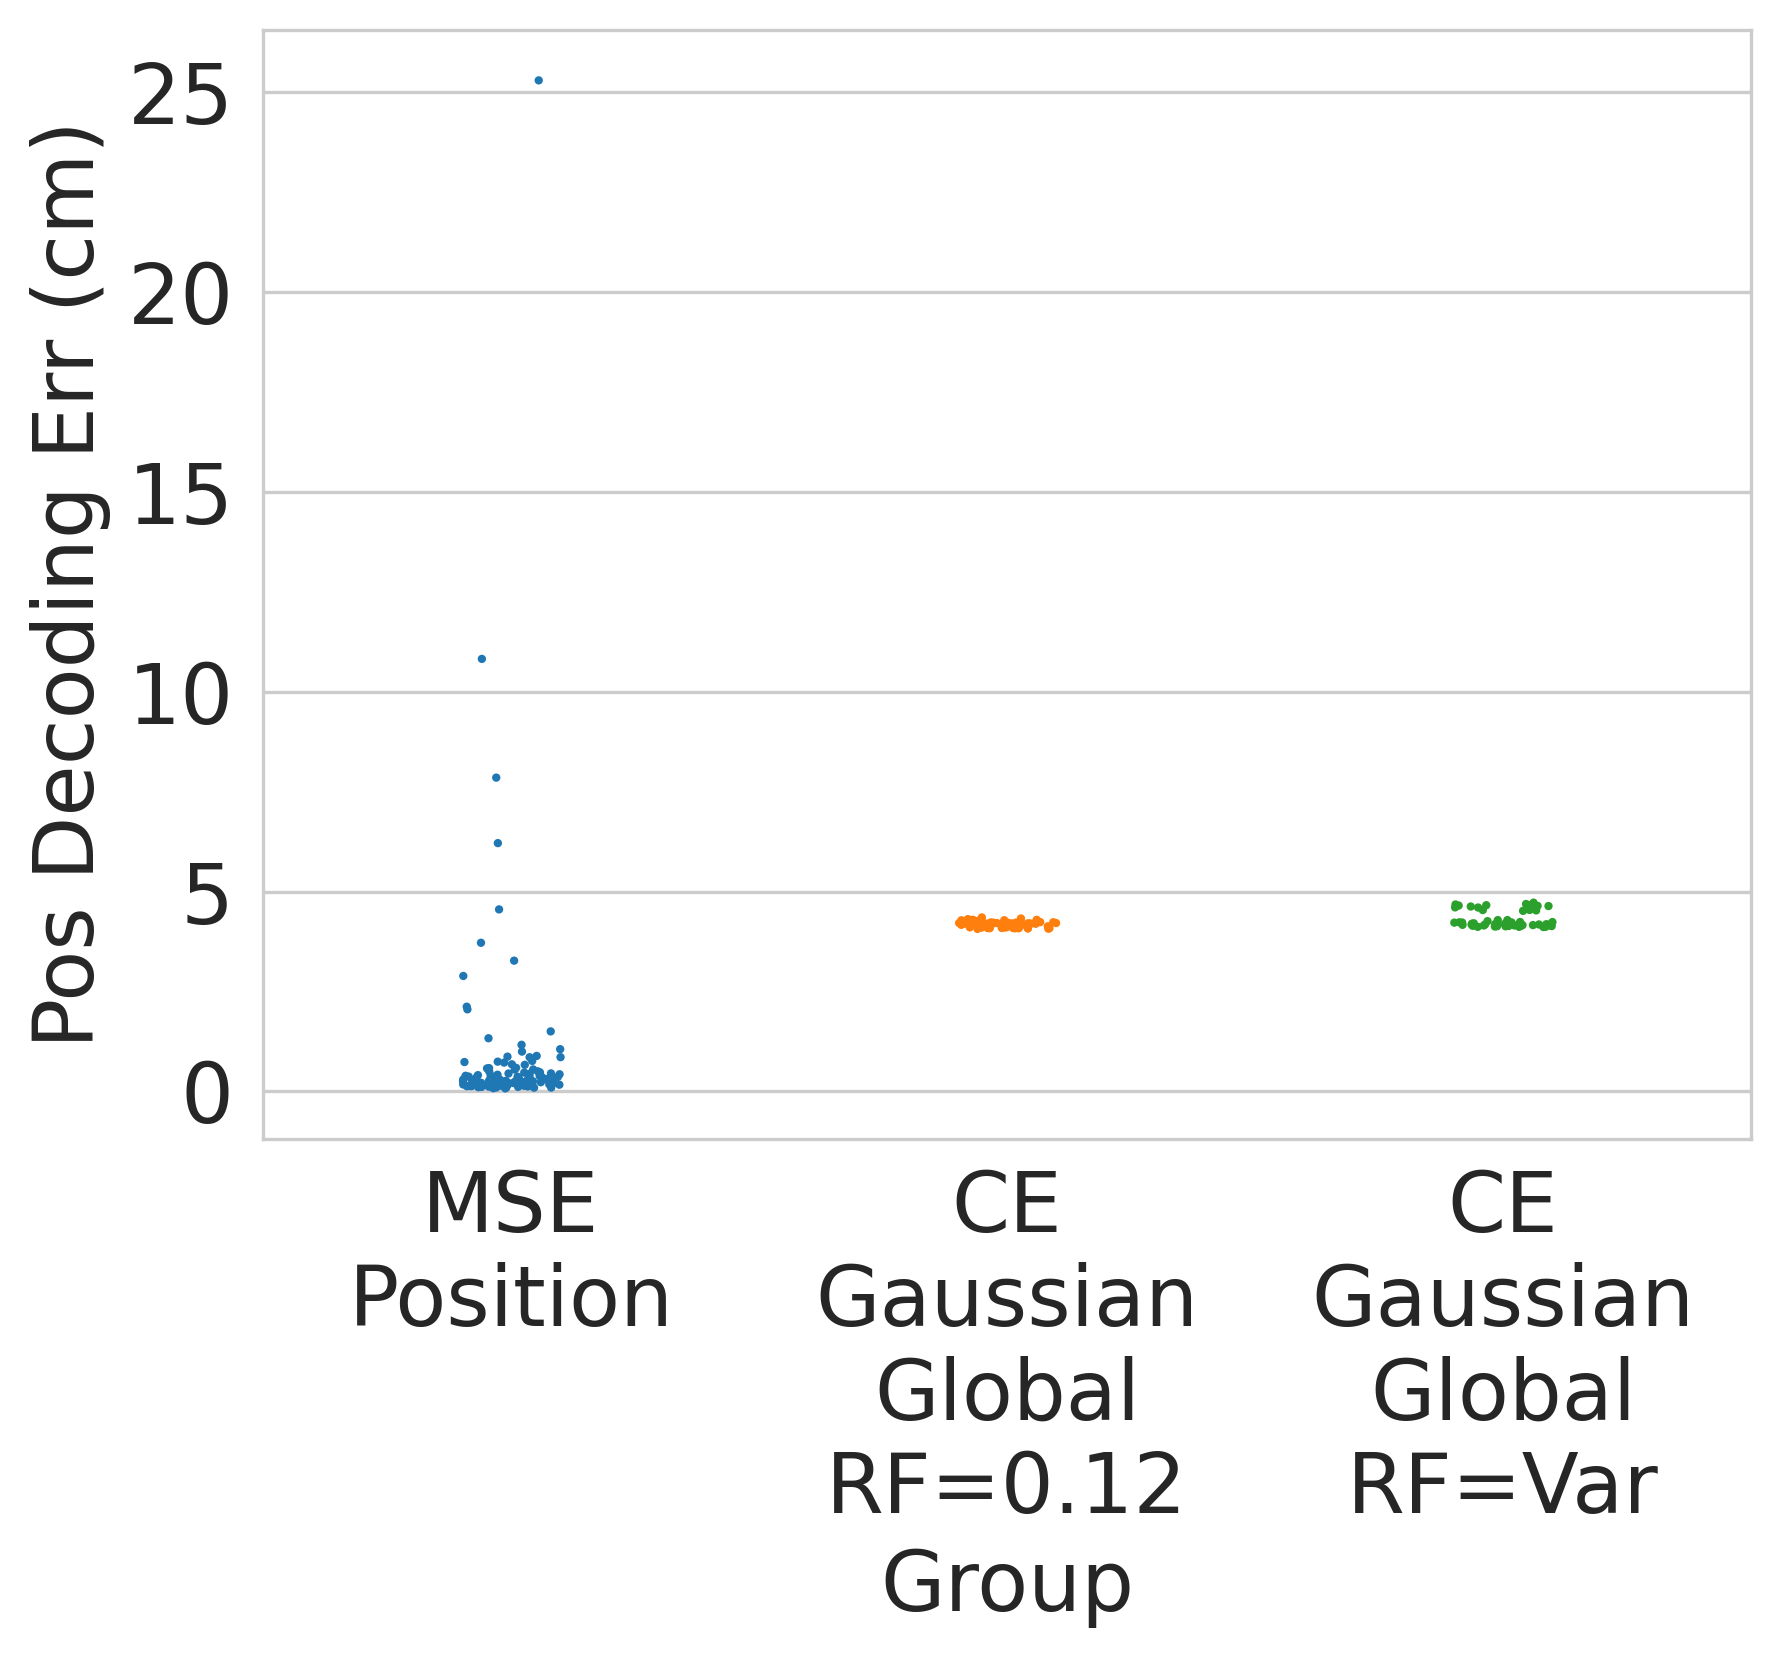 Pos Decoding Err (cm)
25
20
15
10
5
0
MSE
Position
CE
Gaussian
Global
RF=0.12
CE
Gaussian
Global
RF=Var
Group